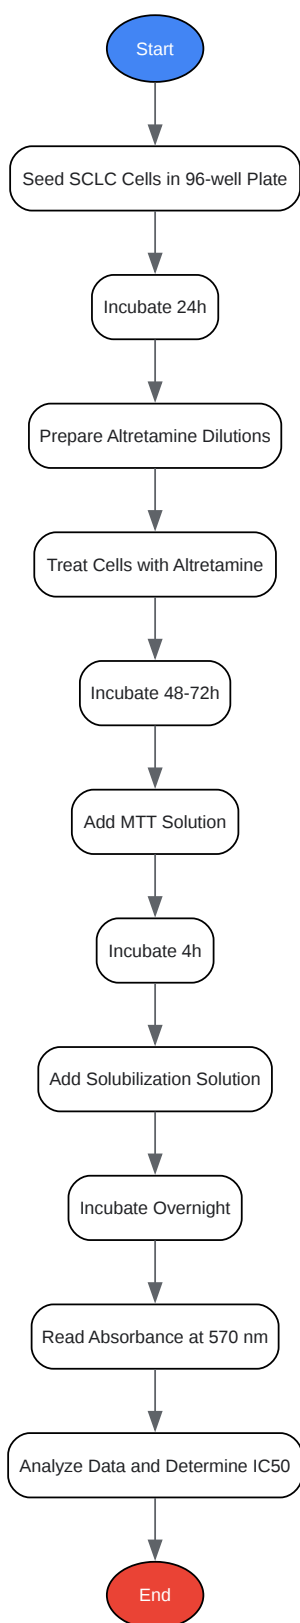 Start
Seed SCLC Cells in 96-well Plate
Incubate 24h
Prepare Altretamine Dilutions
Treat Cells with Altretamine
Incubate 48-72h
Add MTT Solution
Incubate 4h
Add Solubilization Solution
Incubate Overnight
Read Absorbance at 570 nm
Analyze Data and Determine IC50
End